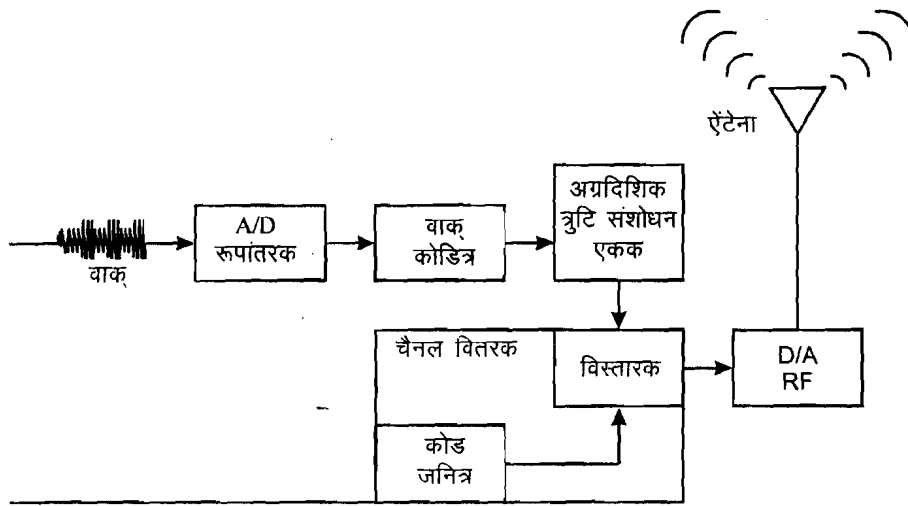 ऐंटेना
अग्रदिशिक
त्रुटि संशोधन
एकक
A/D
रूपांतरक
वाक्
कोडित्र
वाक्
चैनल वितरक
विस्तारक
D/A
RF
कोड
जनित्र